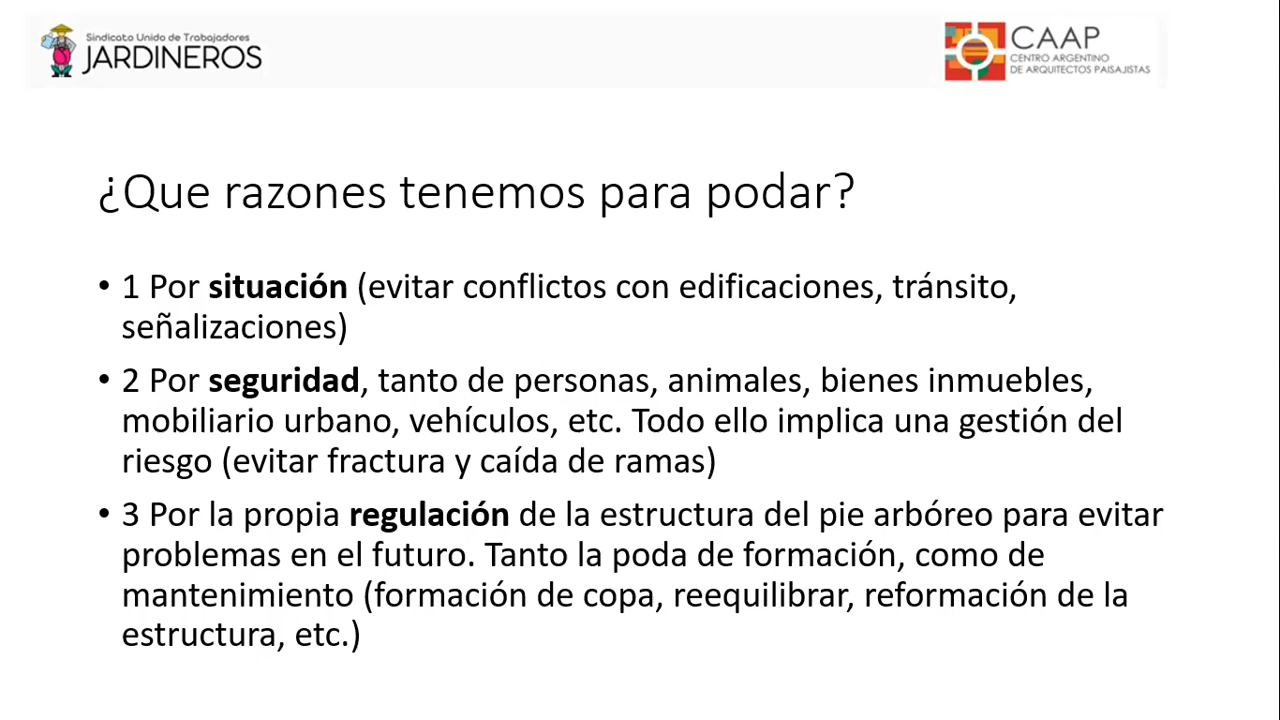 Sindicato Unido de Trabajadores
JARDINEROS
CAAP
CENTRO ARGENTINO
DE ARQUITECTOS PAISAJISTAS
¿Que razones tenemos para podar?
• 1 Por situación (evitar conflictos con edificaciones, tránsito,
señalizaciones)
• 2 Por seguridad, tanto de personas, animales, bienes inmuebles,
mobiliario urbano, vehículos, etc. Todo ello implica una gestión del
riesgo (evitar fractura y caída de ramas)
• 3 Por la propia regulación de la estructura del pie arbóreo para evitar
problemas en el futuro. Tanto la poda de formación, como de
mantenimiento (formación de copa, reequilibrar, reformación de la
estructura, etc.)